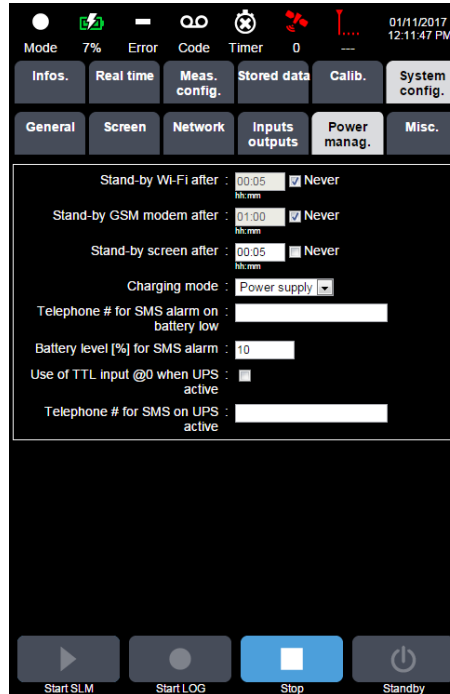 01/11/2017
12:11:47 PM
Mode 7% Error Code Timer 0 ---
Infos. Real time Meas. config. Stored data Calib. System config.
General Screen Network Inputs outputs Power manag. Misc.
Stand-by Wi-Fi after : 00:05 Never
hh:mm
Stand-by GSM modem after : 01:00 Never
hh:mm
Stand-by screen after : 00:05 Never
hh:mm
Charging mode : Power supply
Telephone # for SMS alarm on :
battery low
Battery level [%] for SMS alarm : 10
Use of TTL input @0 when UPS :
active
Telephone # for SMS on UPS :
active
Start SLM Start LOG Stop Standby